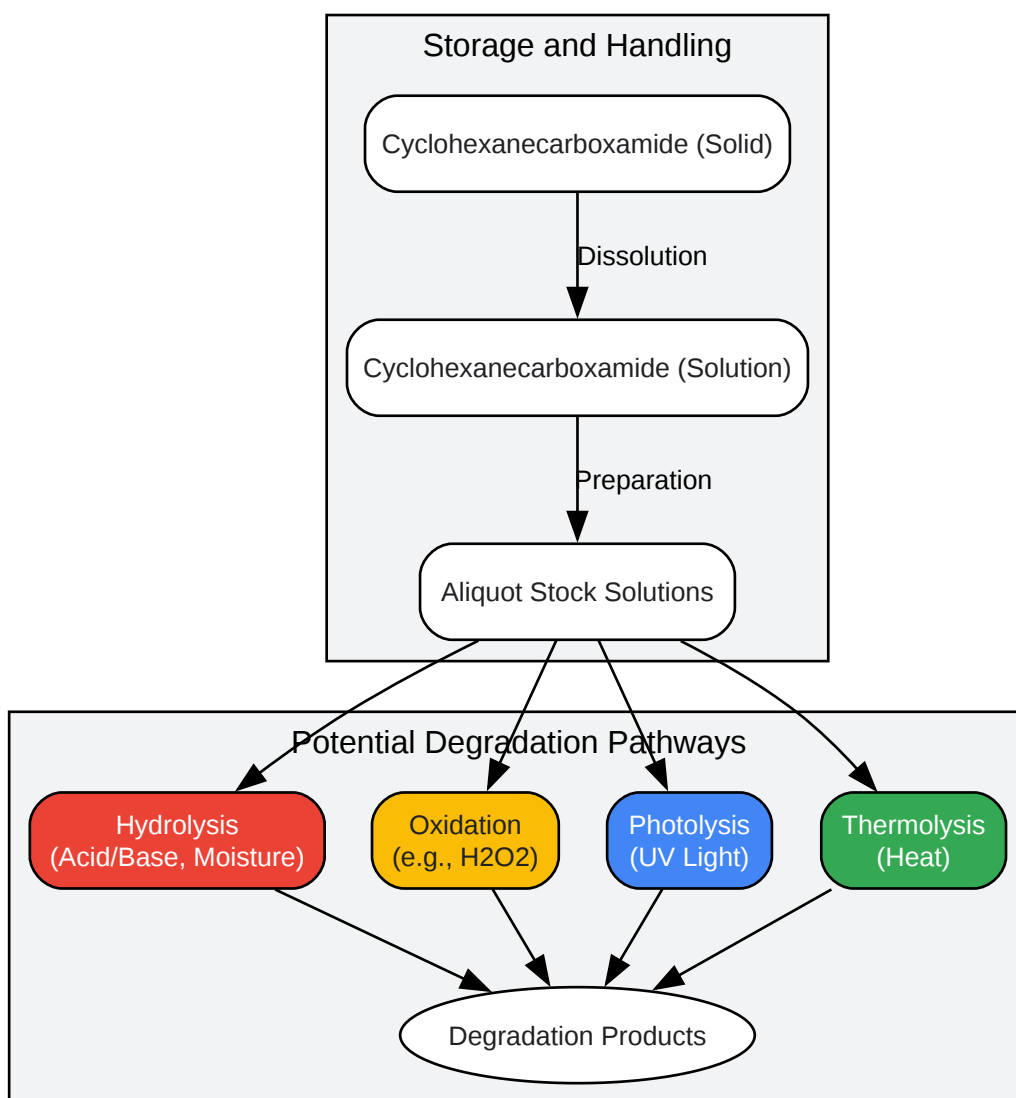 Storage and Handling
Cyclohexanecarboxamide (Solid)
Dissolution
Cyclohexanecarboxamide (Solution)
Preparation
Aliquot Stock Solutions
Potential Degradation Pathways
Hydrolysis
(Acid/Base, Moisture)
Oxidation
(e.g., H2O2)
Photolysis
(UV Light)
Thermolysis
(Heat)
Degradation Products